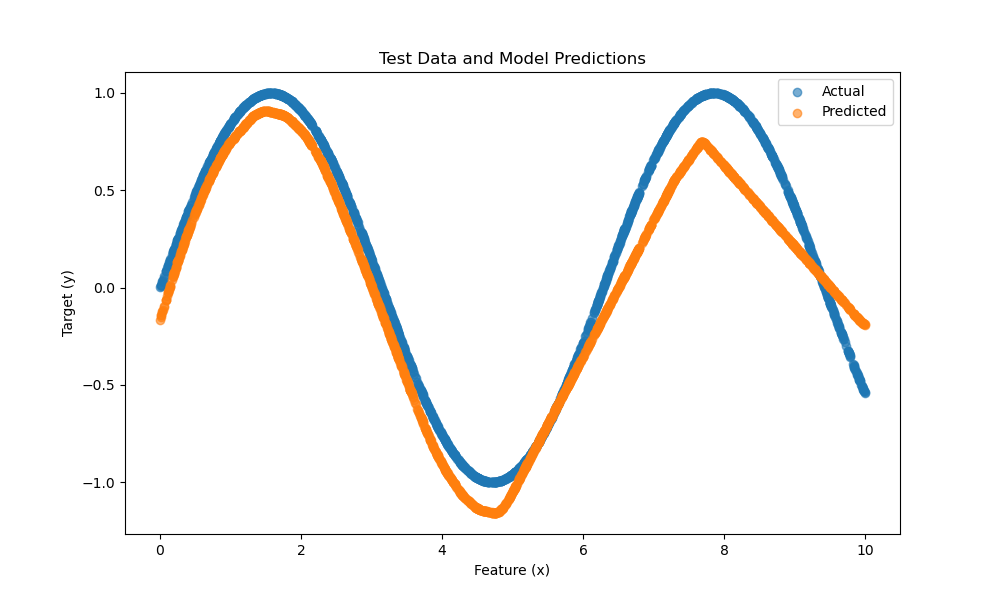 Test Data and Model Predictions
Actual
Predicted
1.0
0.5
0.0
−0.5
−1.0
Target (y)
0 2 4 6 8 10
Feature (x)